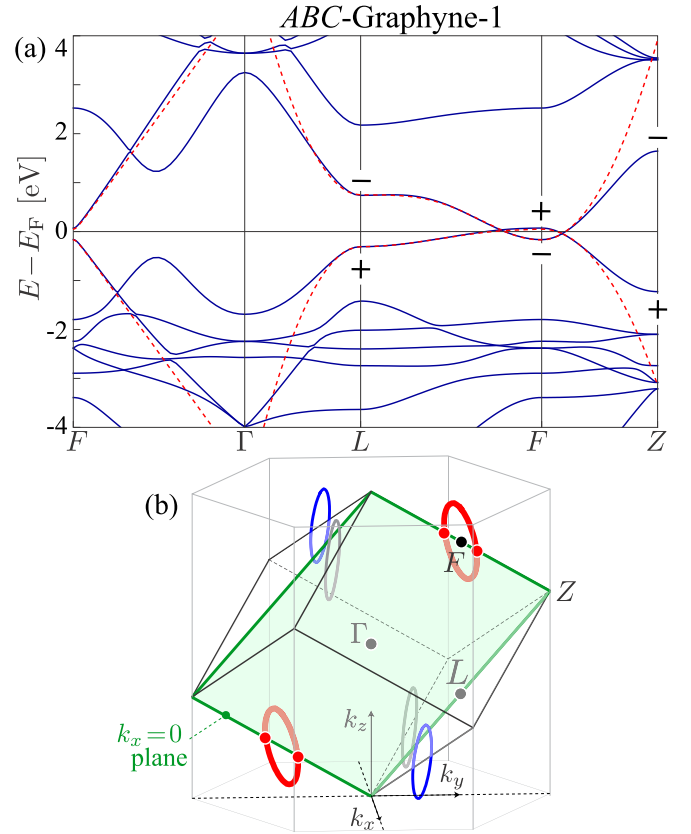 ABC-Graphyne-1
(a)
E−E_F [eV]
4
2
0
-2
-4
−
+
+
−
−
+
F Γ L F Z
(b)
F
Z
Γ
L
k_x=0
plane
k_z
k_y
k_x